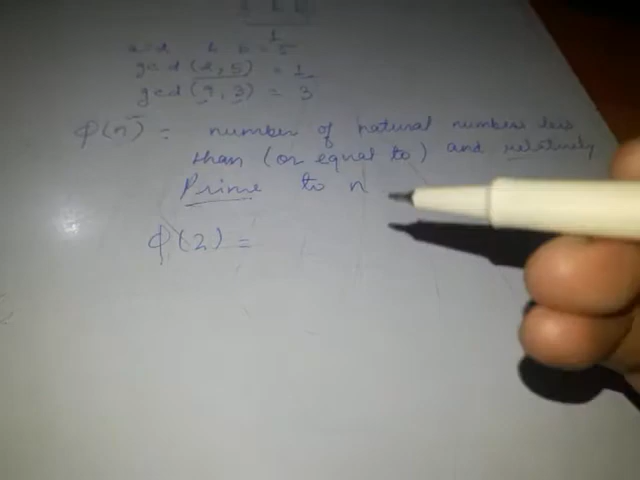 gcd (2, 5) = 1
gcd (9, 3) = 3
φ(n) = number of natural numbers less
than (or equal to) and relatively
Prime to n
φ(2) =